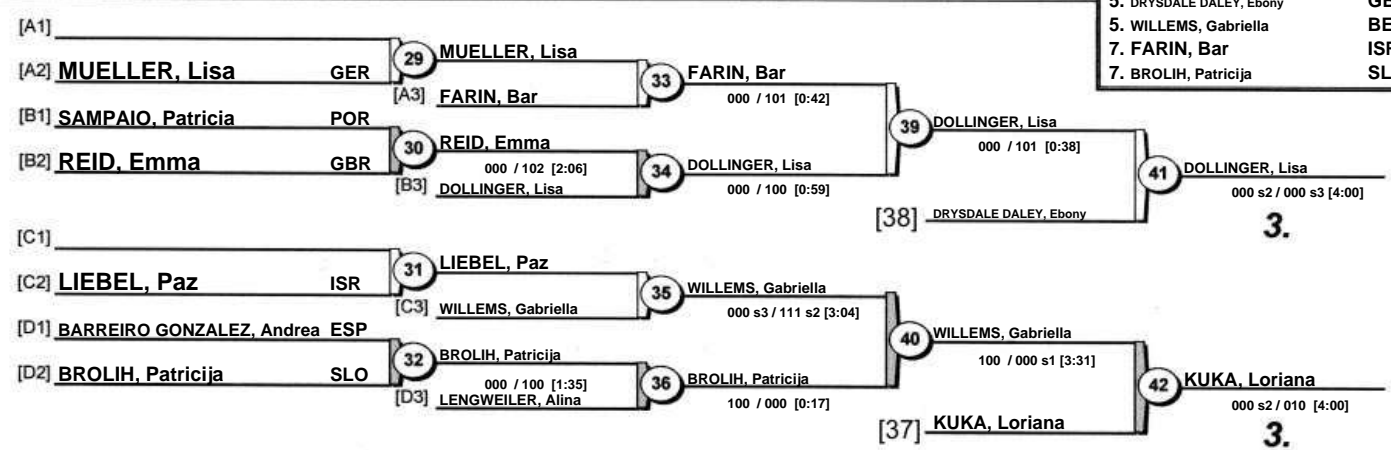 5. DRYSDALE DALEY, Ebony
5. WILLEMS, Gabriella
7. FARIN, Bar
7. BROLIH, Patricija
[A1]
[A2] MUELLER, Lisa GER
29
MUELLER, Lisa
[A3] FARIN, Bar
33
FARIN, Bar
000 / 101 [0:42]
[B1] SAMPAIO, Patricia POR
[B2] REID, Emma GBR
30
REID, Emma
000 / 102 [2:06]
[B3] DOLLINGER, Lisa
34
DOLLINGER, Lisa
000 / 100 [0:59]
39
DOLLINGER, Lisa
000 / 101 [0:38]
[38] DRYSDALE DALEY, Ebony
41
DOLLINGER, Lisa
000 s2 / 000 s3 [4:00]
3.
[C1]
[C2] LIEBEL, Paz ISR
31
LIEBEL, Paz
[C3] WILLEMS, Gabriella
35
WILLEMS, Gabriella
000 s3 / 111 s2 [3:04]
[D1] BARREIRO GONZALEZ, Andrea ESP
[D2] BROLIH, Patricija SLO
32
BROLIH, Patricija
000 / 100 [1:35]
[D3] LENGWEILER, Alina
36
BROLIH, Patricija
100 / 000 [0:17]
40
WILLEMS, Gabriella
100 / 000 s1 [3:31]
[37] KUKA, Loriana
42
KUKA, Loriana
000 s2 / 010 [4:00]
3.